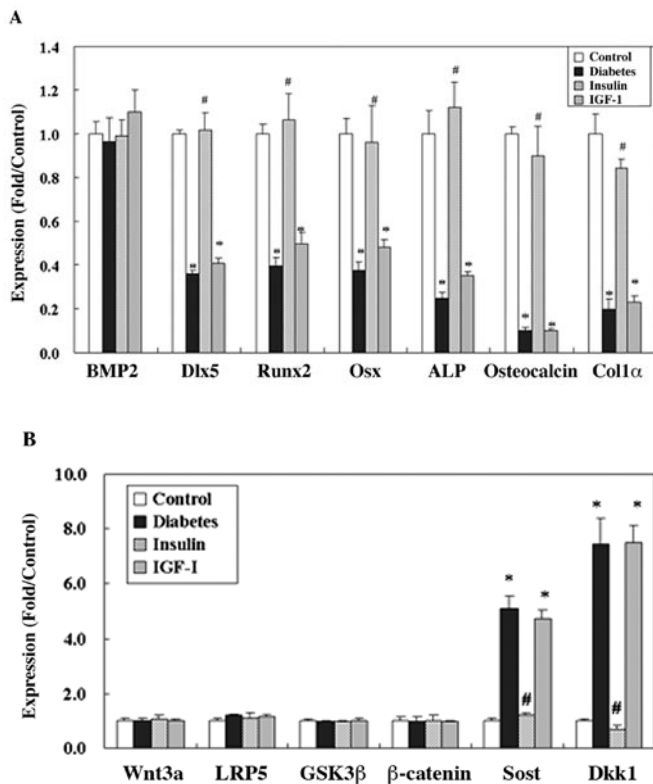 A
1.4
1.2
1.0
0.8
0.6
0.4
0.2
0.0
Expression (Fold/Control)
Control
Diabetes
Insulin
IGF-1
#
#
#
#
#
#
*
*
*
*
*
*
*
*
*
*
*
*
BMP2 Dlx5 Runx2 Osx ALP Osteocalcin Col1α
B
10.0
8.0
6.0
4.0
2.0
0.0
Expression (Fold/Control)
Control
Diabetes
Insulin
IGF-I
*
*
*
*
#
#
Wnt3a LRP5 GSK3β β-catenin Sost Dkk1